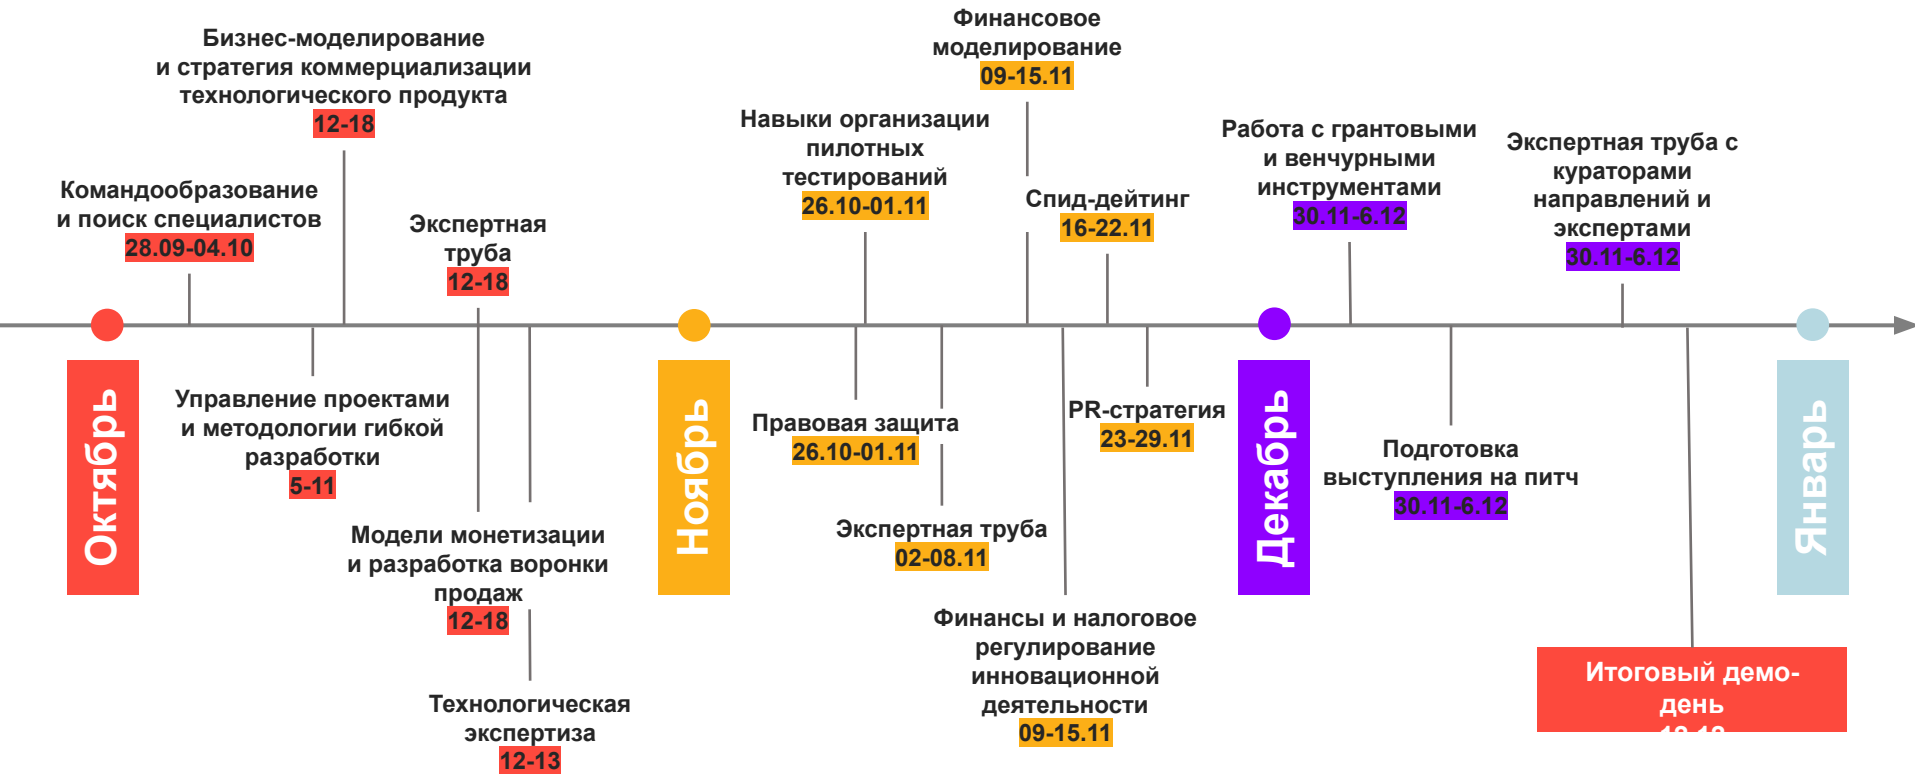 Финансовое
моделирование
09-15.11
Бизнес-моделирование
и стратегия коммерциализации
технологического продукта
12-18
Навыки организации
пилотных
тестирований
26.10-01.11
Работа с грантовыми
и венчурными
инструментами
30.11-6.12
Экспертная труба с
кураторами
направлений и
экспертами
30.11-6.12
Командообразование
и поиск специалистов
28.09-04.10
Экспертная
труба
12-18
Спид-дейтинг
16-22.11
Октябрь
Ноябрь
Декабрь
Январь
Управление проектами
и методологии гибкой
разработки
5-11
Правовая защита
26.10-01.11
PR-стратегия
23-29.11
Подготовка
выступления на питч
30.11-6.12
Модели монетизации
и разработка воронки
продаж
12-18
Экспертная труба
02-08.11
Финансы и налоговое
регулирование
инновационной
деятельности
09-15.11
Технологическая
экспертиза
12-13
Итоговый демо-
день